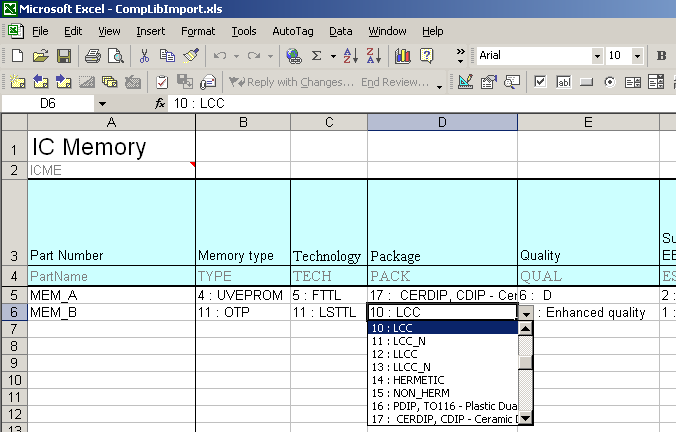 Microsoft Excel - CompLibImport.xls
File Edit View Insert Format Tools AutoTag Data Window Help
Σ A Z Z A ? » Arial 10 B
Reply with Changes... End Review... ab
D6 fx 10 : LCC
A B C D E
1 IC Memory
2 ICME
3 Part Number Memory type Technology Package Quality Su EE
4 PartName TYPE TECH PACK QUAL ES
5 MEM_A 4 : UVEPROM 5 : FTTL 17 : CERDIP, CDIP - Cer 6 : D 2 :
6 MEM_B 11 : OTP 11 : LSTTL 10 : LCC : Enhanced quality 1 :
7 10 : LCC
8 11 : LCC_N
12 : LLCC
9 13 : LLCC_N
10 14 : HERMETIC
11 15 : NON_HERM
12 16 : PDIP, TO116 - Plastic Dua
17 : CERDIP, CDIP - Ceramic D
13